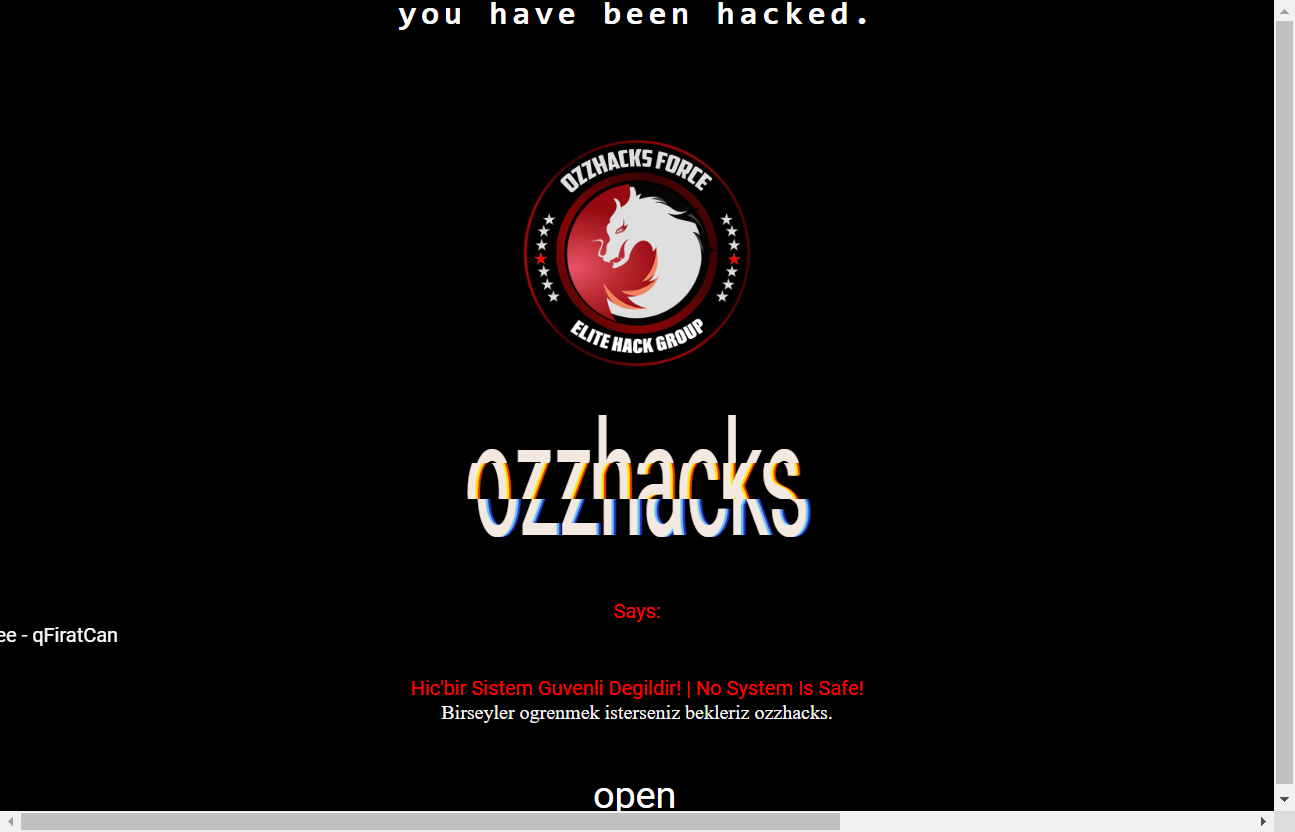 you have been hacked.
OZZHACKS FORCE
ELITE HACK GROUP
ozzhacks
Says:
- qFiratCan
Hic'bir Sistem Guvenli Degildir! | No System Is Safe!
Birseyler ogrenmek isterseniz bekleriz ozzhacks.
open